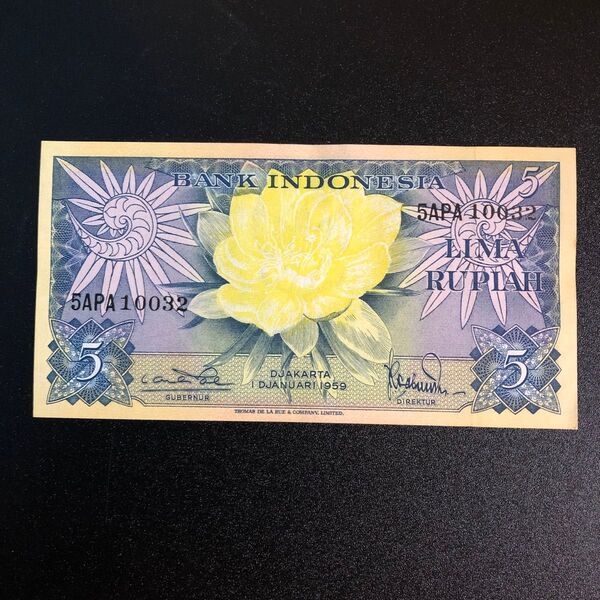 BANK INDONESIA
5
5APA 10032
LIMA
RUPIAH
5APA 10032
5
DJAKARTA
1 DJANUARI 1959
GUBERNUR
DIREKTUR
5
THOMAS DE LA RUE & COMPANY, LIMITED.